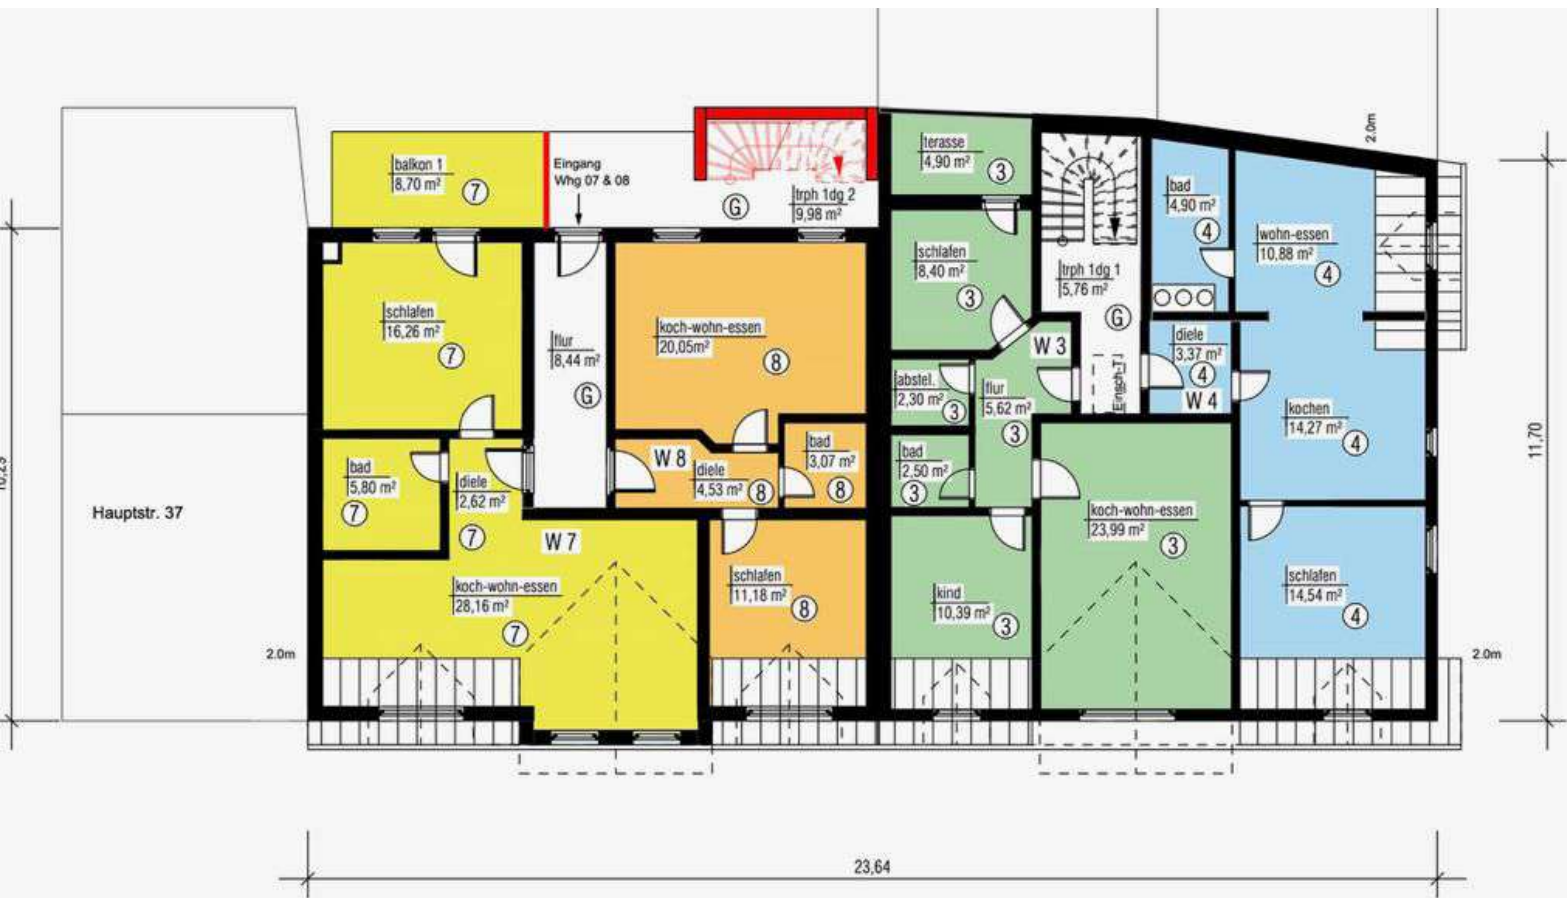 2.0m
balkon 1
8,70 m²
7
Eingang
Whg 07 & 08
G
trph 1dg 2
9,98 m²
terasse
4,90 m²
3
bad
4,90 m²
4
wohn-essen
10,88 m²
4
schlafen
8,40 m²
3
trph 1dg 1
5,76 m²
G
schlafen
16,26 m²
7
flur
8,44 m²
G
koch-wohn-essen
20,05m²
8
W 3
diele
3,37 m²
4
W 4
Einsch-T.
abstel.
2,30 m²
3
flur
5,62 m²
3
kochen
14,27 m²
4
11,70
bad
5,80 m²
7
diele
2,62 m²
7
W 8
diele
4,53 m²
8
bad
3,07 m²
8
bad
2,50 m²
3
Hauptstr. 37
W 7
koch-wohn-essen
23,99 m²
3
koch-wohn-essen
28,16 m²
7
schlafen
11,18 m²
8
kind
10,39 m²
3
schlafen
14,54 m²
4
2.0m
2.0m
23,64